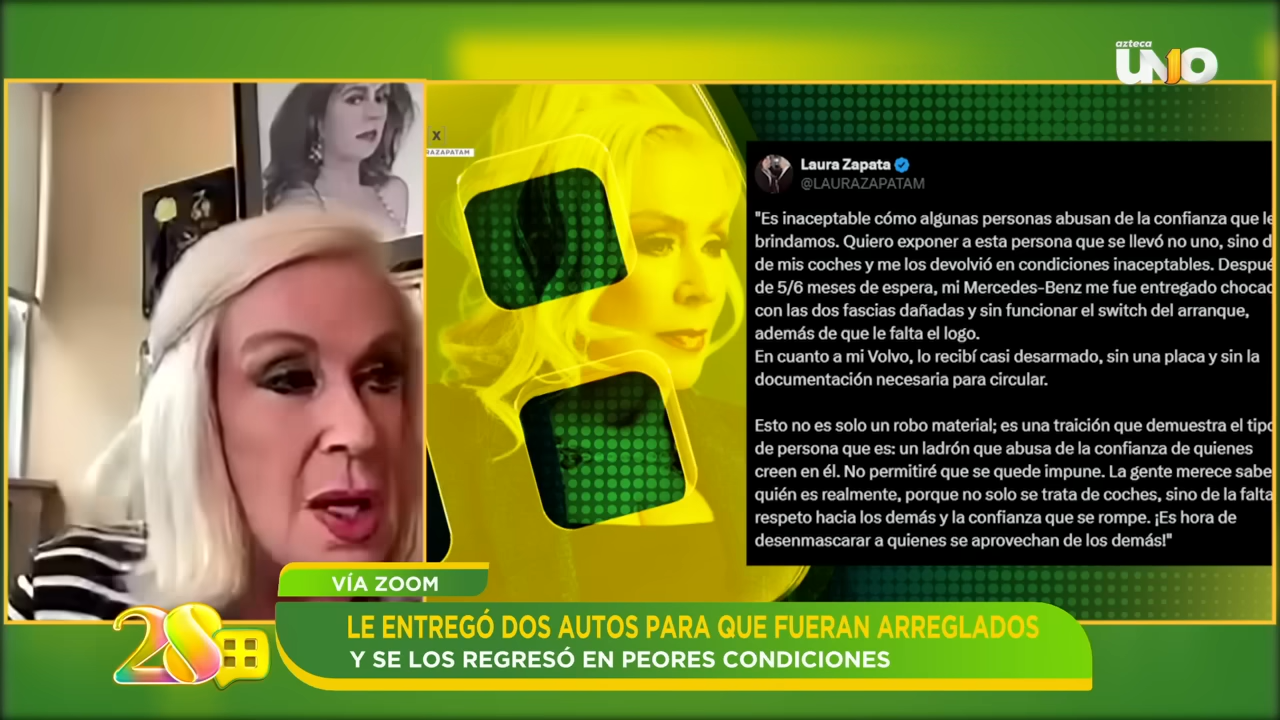 azteca
UNO
X
RAZAPATAM
Laura Zapata
@LAURAZAPATAM
"Es inaceptable cómo algunas personas abusan de la confianza que le
brindamos. Quiero exponer a esta persona que se llevó no uno, sino d
de mis coches y me los devolvió en condiciones inaceptables. Despué
de 5/6 meses de espera, mi Mercedes-Benz me fue entregado chocad
con las dos fascias dañadas y sin funcionar el switch del arranque,
además de que le falta el logo.
En cuanto a mi Volvo, lo recibí casi desarmado, sin una placa y sin la
documentación necesaria para circular.
Esto no es solo un robo material; es una traición que demuestra el tipo
de persona que es: un ladrón que abusa de la confianza de quienes
creen en él. No permitiré que se quede impune. La gente merece sabe
quién es realmente, porque no solo se trata de coches, sino de la falta
respeto hacia los demás y la confianza que se rompe. ¡Es hora de
desenmascarar a quienes se aprovechan de los demás!"
VÍA ZOOM
LE ENTREGÓ DOS AUTOS PARA QUE FUERAN ARREGLADOS
Y SE LOS REGRESÓ EN PEORES CONDICIONES